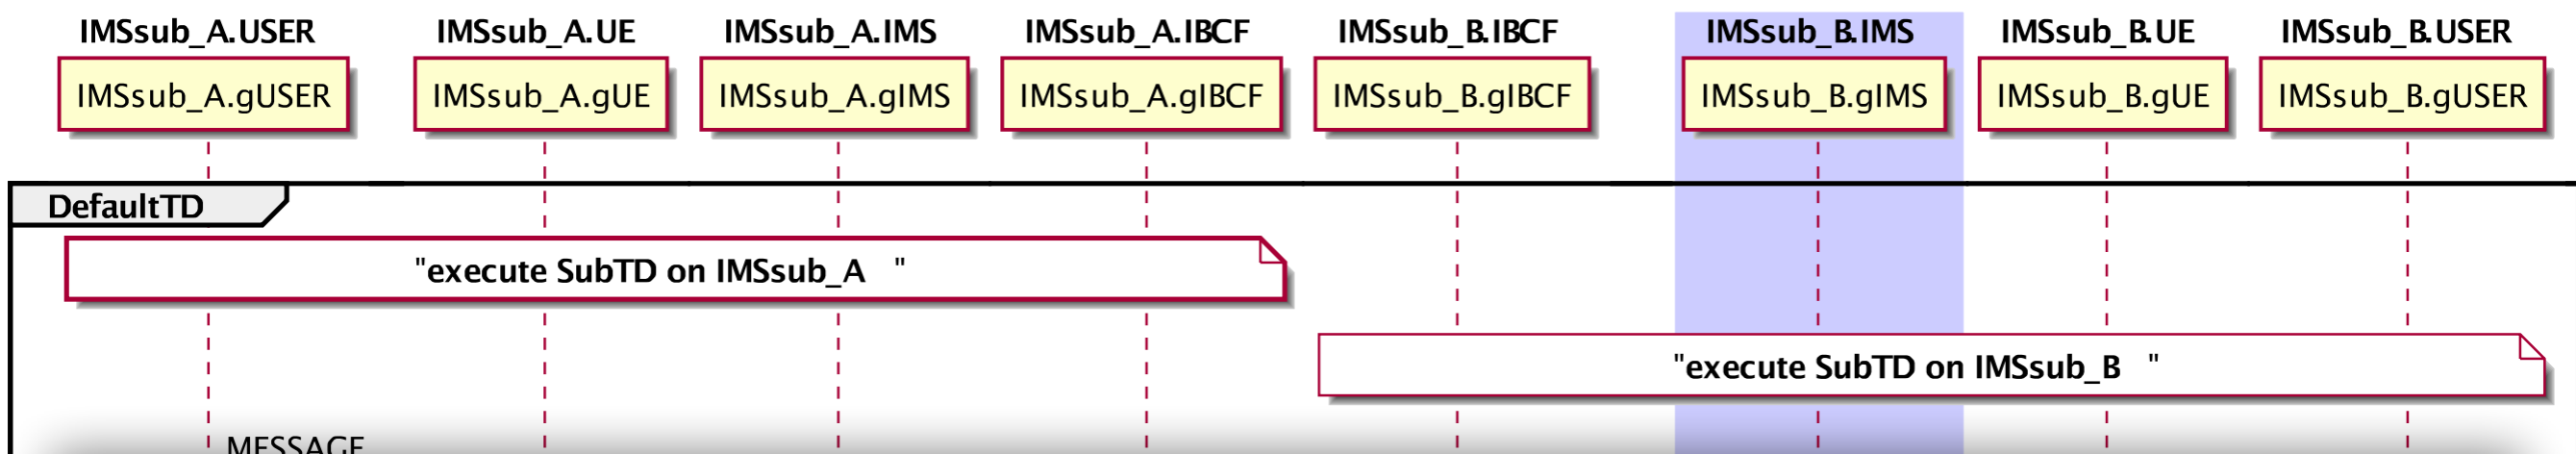 IMSsub_A.USER IMSsub_A.UE IMSsub_A.IMS IMSsub_A.IBCF IMSsub_B.IBCF IMSsub_B.IMS IMSsub_B.UE IMSsub_B.USER
IMSsub_A.gUSER IMSsub_A.gUE IMSsub_A.gIMS IMSsub_A.gIBCF IMSsub_B.gIBCF IMSsub_B.gIMS IMSsub_B.gUE IMSsub_B.gUSER
DefaultTD
"execute SubTD on IMSsub_A "
"execute SubTD on IMSsub_B "
MESSAGE